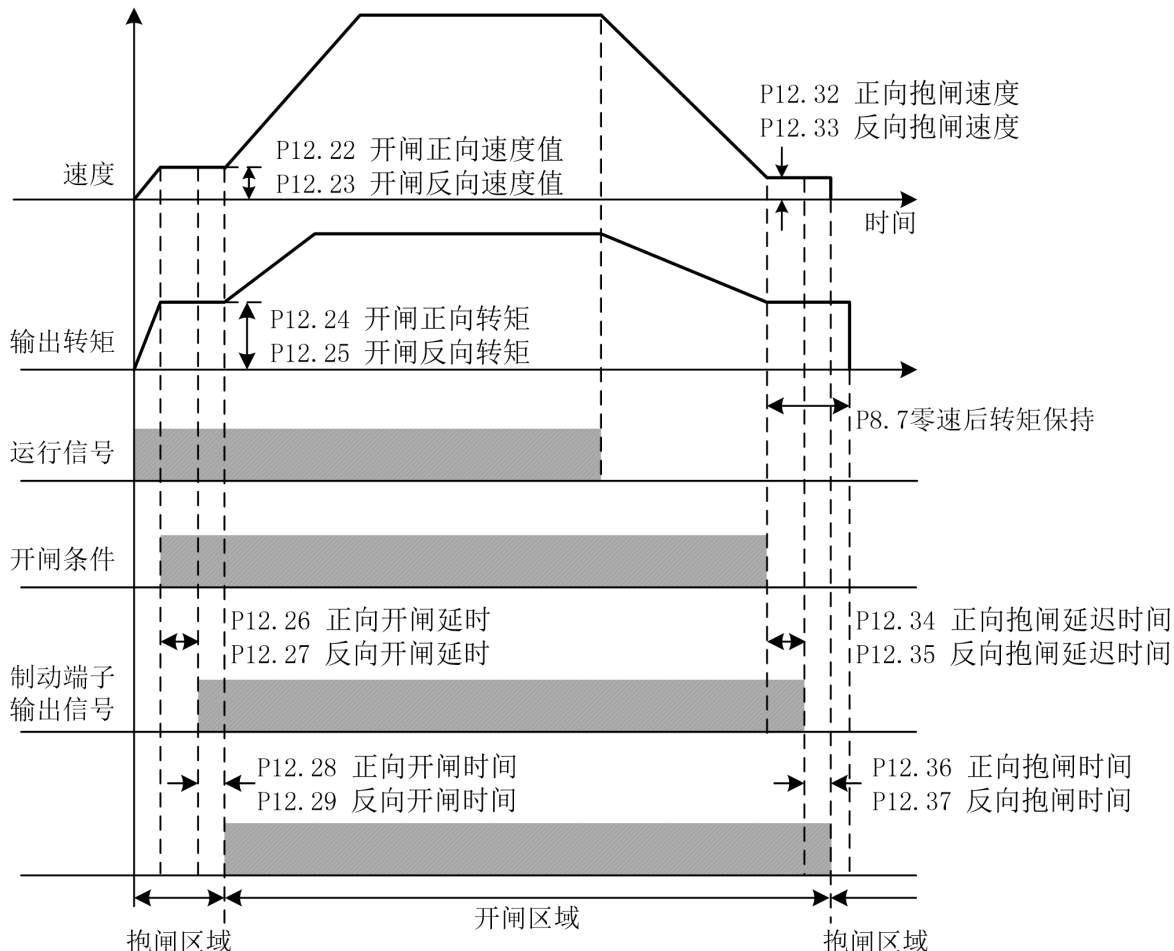 P12.32 正向抱闸速度
P12.33 反向抱闸速度
P12.22 开闸正向速度值
P12.23 开闸反向速度值
速度
时间
P12.24 开闸正向转矩
P12.25 开闸反向转矩
输出转矩
P8.7零速后转矩保持
运行信号
开闸条件
P12.26 正向开闸延时
P12.27 反向开闸延时
P12.34 正向抱闸延迟时间
P12.35 反向抱闸延迟时间
制动端子
输出信号
P12.28 正向开闸时间
P12.29 反向开闸时间
P12.36 正向抱闸时间
P12.37 反向抱闸时间
开闸区域
抱闸区域
抱闸区域